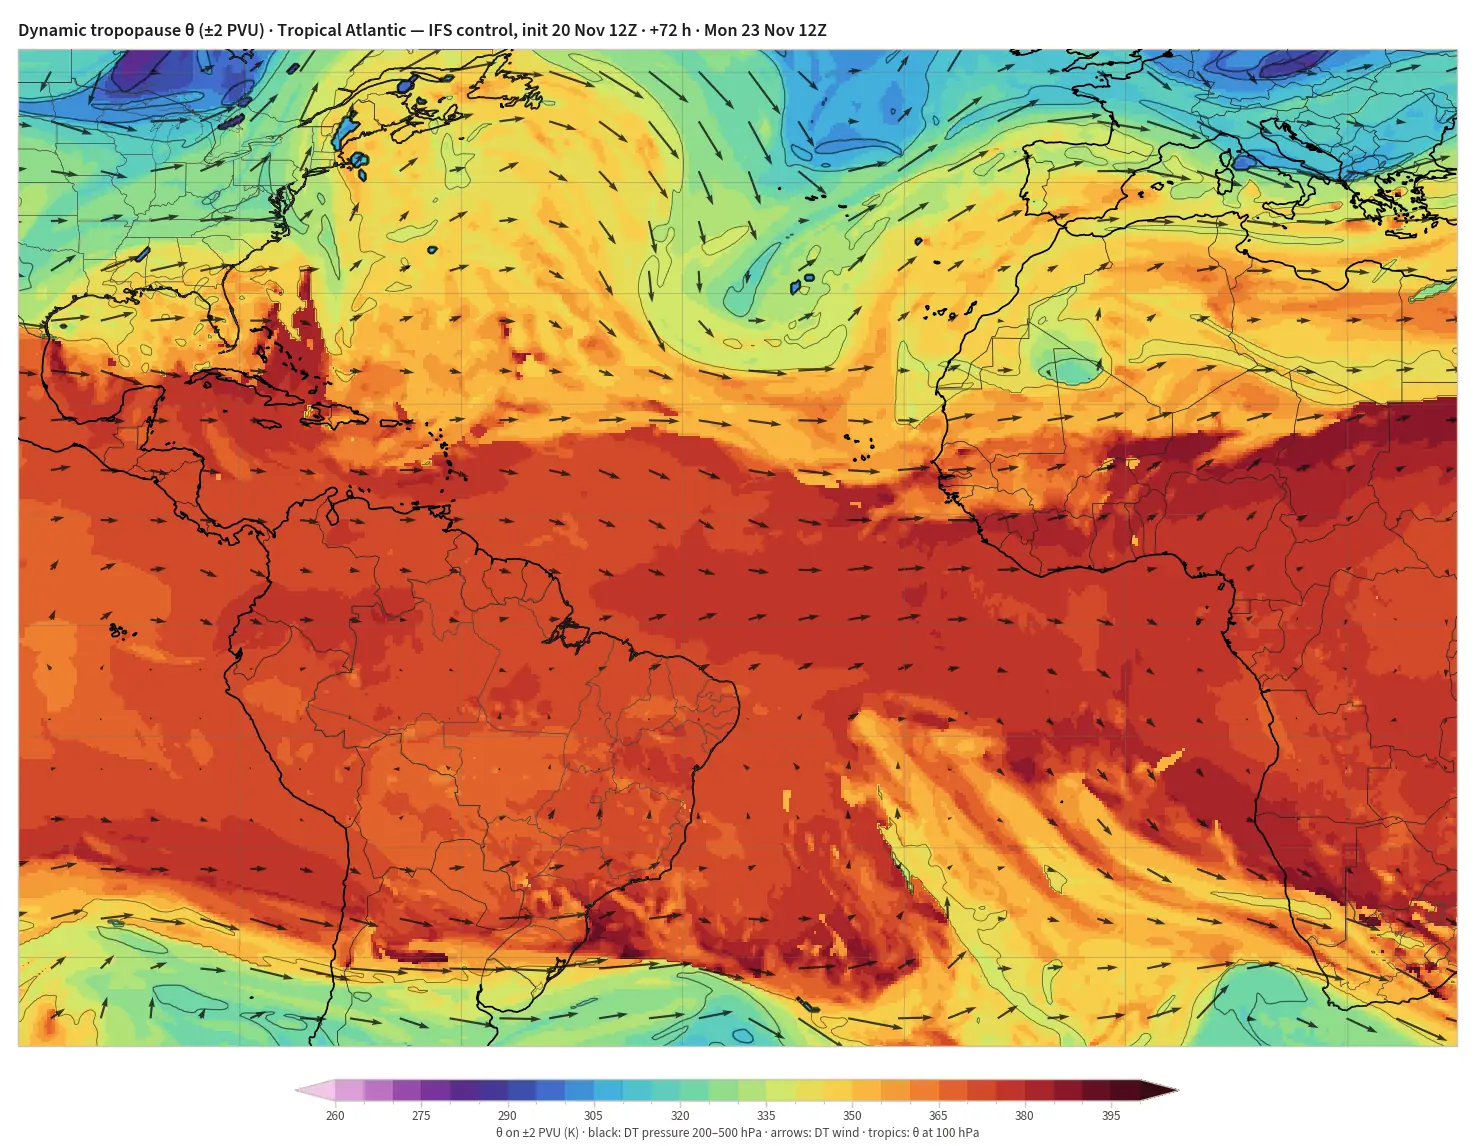 Dynamic tropopause θ (±2 PVU) · Tropical Atlantic — IFS control, init 20 Nov 12Z · +72 h · Mon 23 Nov 12Z
260 275 290 305 320 335 350 365 380 395
θ on ±2 PVU (K) · black: DT pressure 200–500 hPa · arrows: DT wind · tropics: θ at 100 hPa